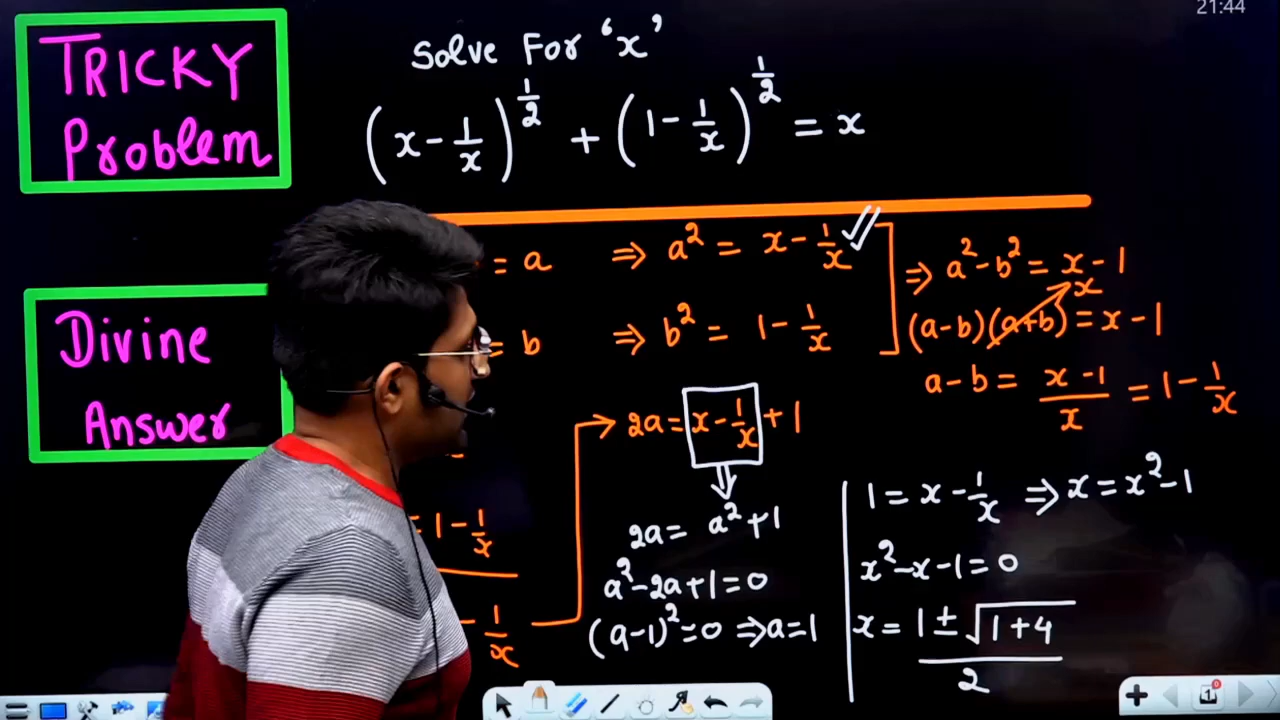 21:44
TRICKY
Problem
Solve For 'x'
(x - 1/x)^(1/2) + (1 - 1/x)^(1/2) = x
= a ⇒ a² = x - 1/x
= b ⇒ b² = 1 - 1/x
⇒ a² - b² = x - 1
(a-b)(a+b) = x - 1
x
a - b = (x - 1)/x = 1 - 1/x
Divine
Answer
= 1 - 1/x
- 1/x
2a = x - 1/x + 1
2a = a² + 1
a² - 2a + 1 = 0
(a-1)² = 0 ⇒ a = 1
1 = x - 1/x ⇒ x = x² - 1
x² - x - 1 = 0
x = (1 ± √(1+4))/2
1